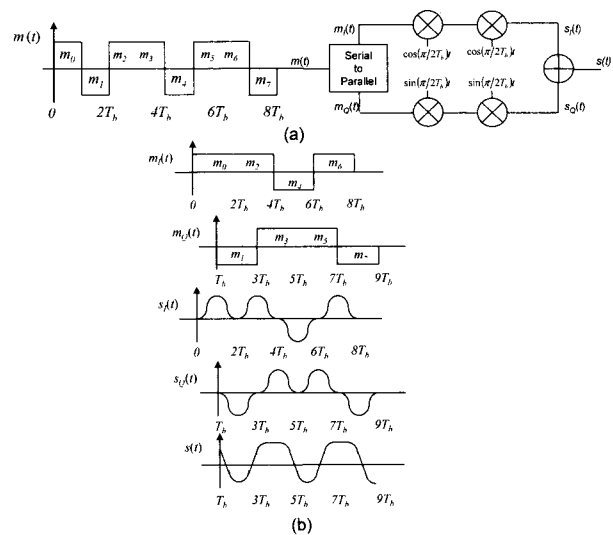 m(t)
m0
m1
m2 m3
m4
m5 m6
m7
0 2Tb 4Tb 6Tb 8Tb
m(t)
Serial
to
Parallel
mI(t)
mQ(t)
cos(π/2Tb)t
cos(π/2Tb)t
sin(π/2Tb)t
sin(π/2Tb)t
sI(t)
s(t)
sQ(t)
(a)
mI(t)
m0 m2
m4
m6
0 2Tb 4Tb 6Tb 8Tb
mQ(t)
m1
m3 m5
m7
Tb 3Tb 5Tb 7Tb 9Tb
sI(t)
0 2Tb 4Tb 6Tb 8Tb
sQ(t)
Tb 3Tb 5Tb 7Tb 9Tb
s(t)
Tb 3Tb 5Tb 7Tb 9Tb
(b)